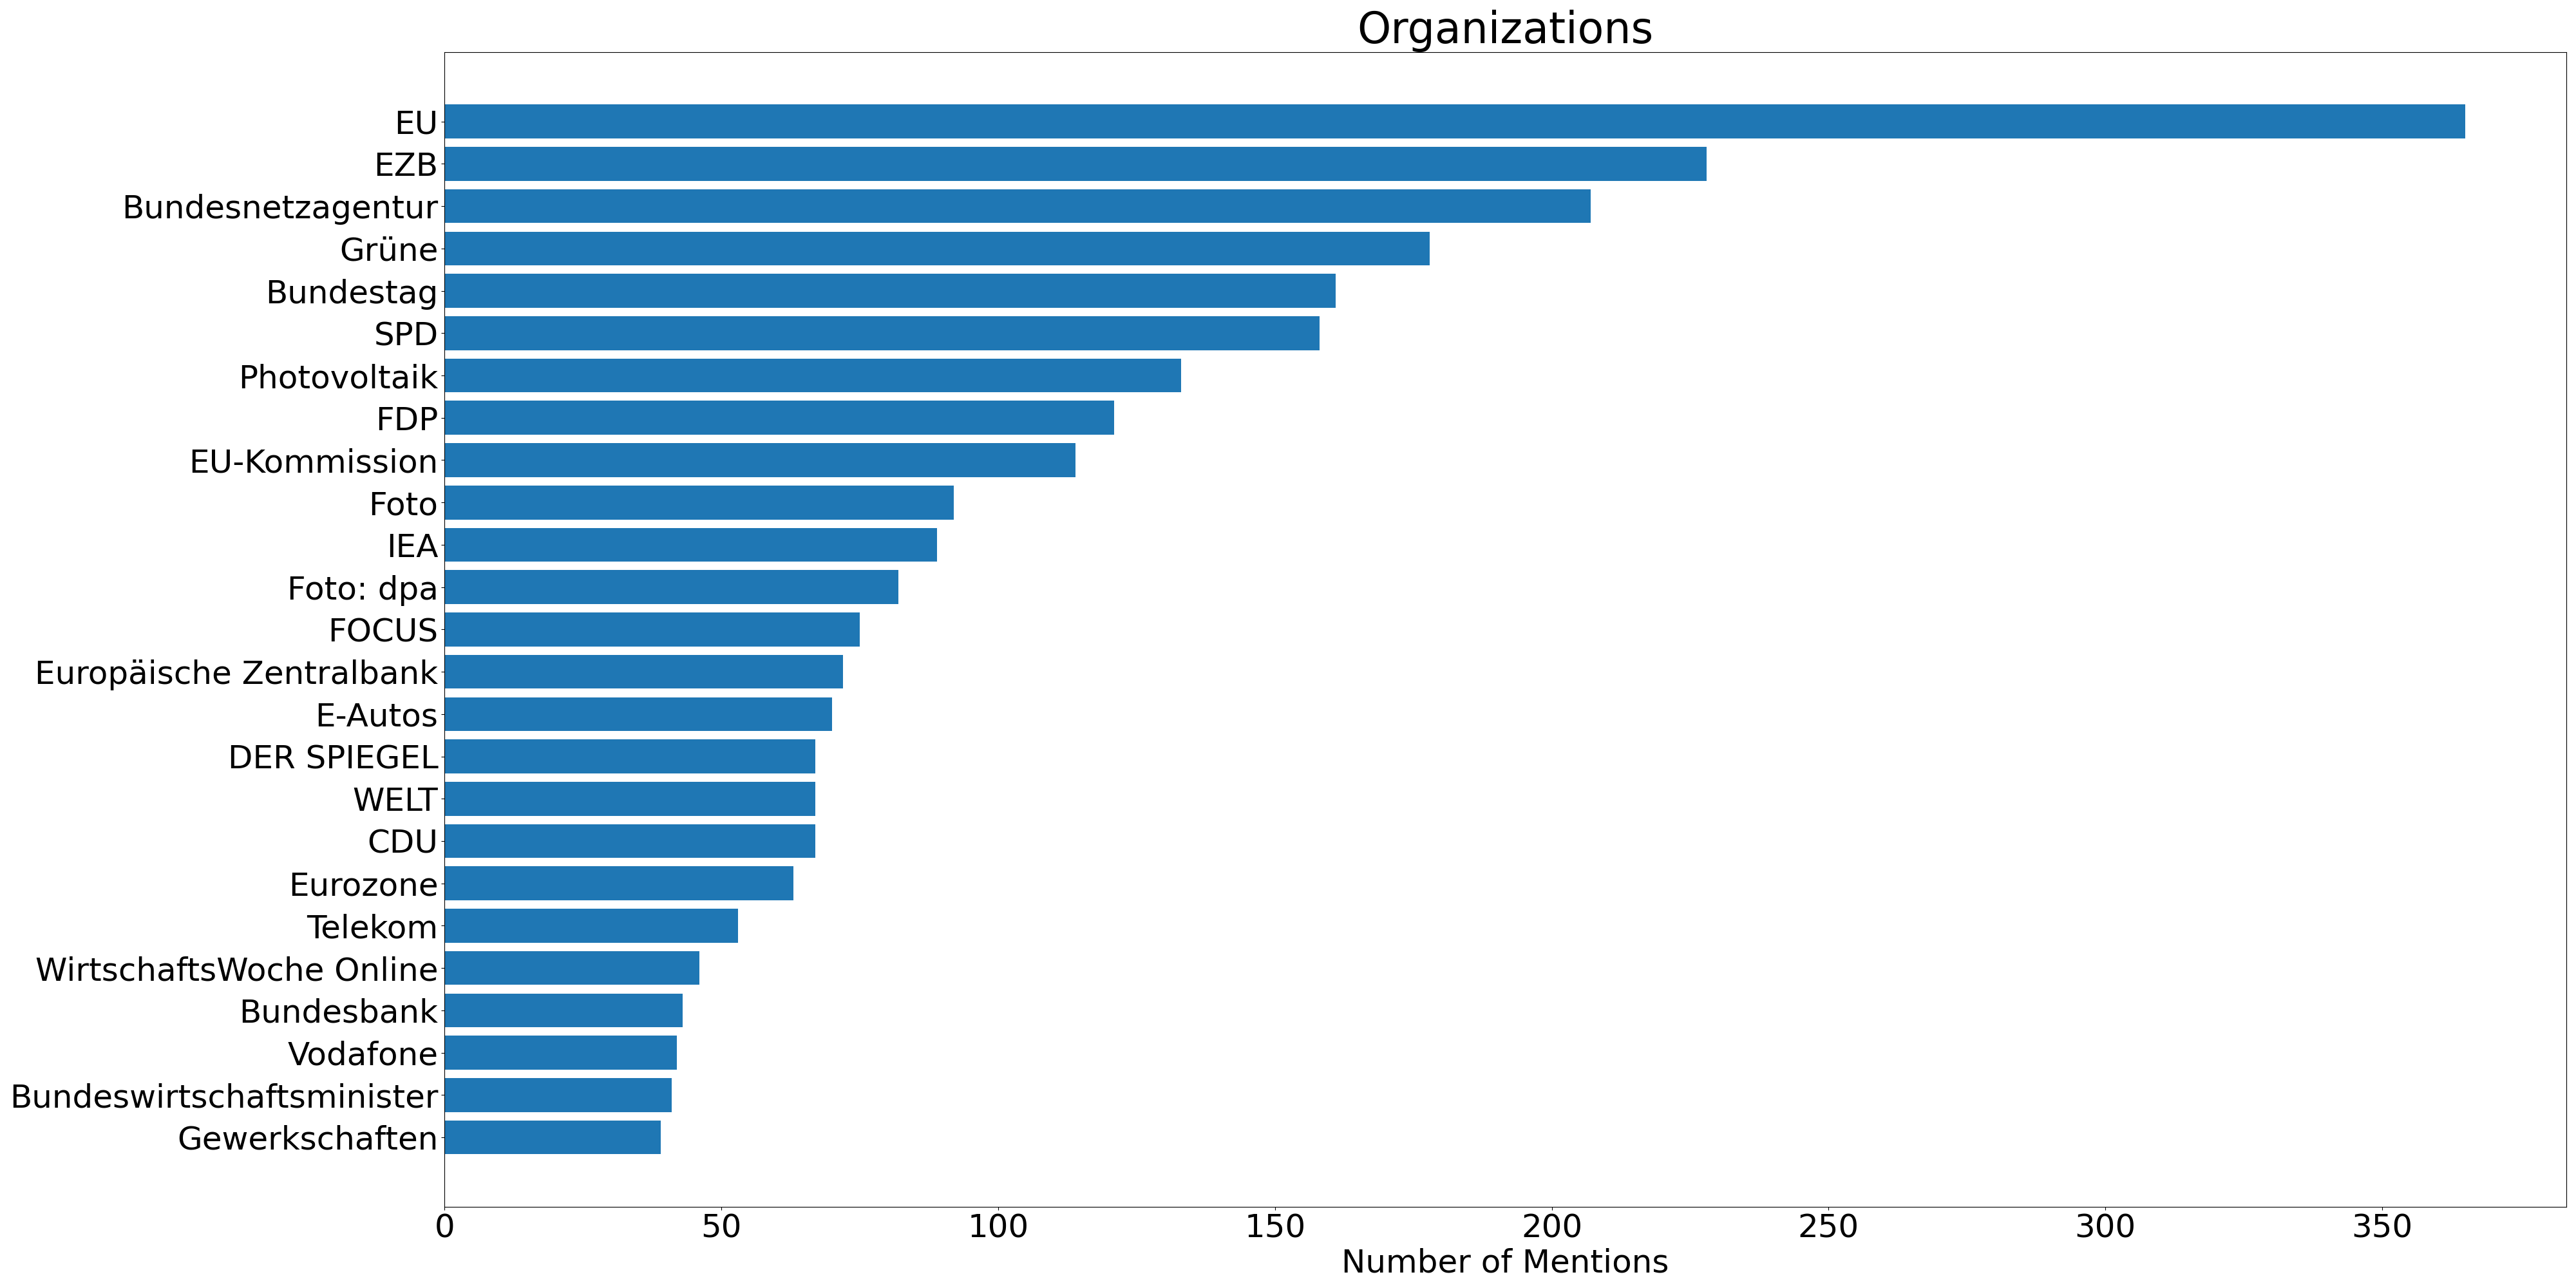 Organizations
EU
EZB
Bundesnetzagentur
Grüne
Bundestag
SPD
Photovoltaik
FDP
EU-Kommission
Foto
IEA
Foto: dpa
FOCUS
Europäische Zentralbank
E-Autos
DER SPIEGEL
WELT
CDU
Eurozone
Telekom
WirtschaftsWoche Online
Bundesbank
Vodafone
Bundeswirtschaftsminister
Gewerkschaften
0 50 100 150 200 250 300 350
Number of Mentions